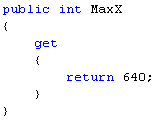 public int MaxX
{
    get
    {
        return 640;
    }
}